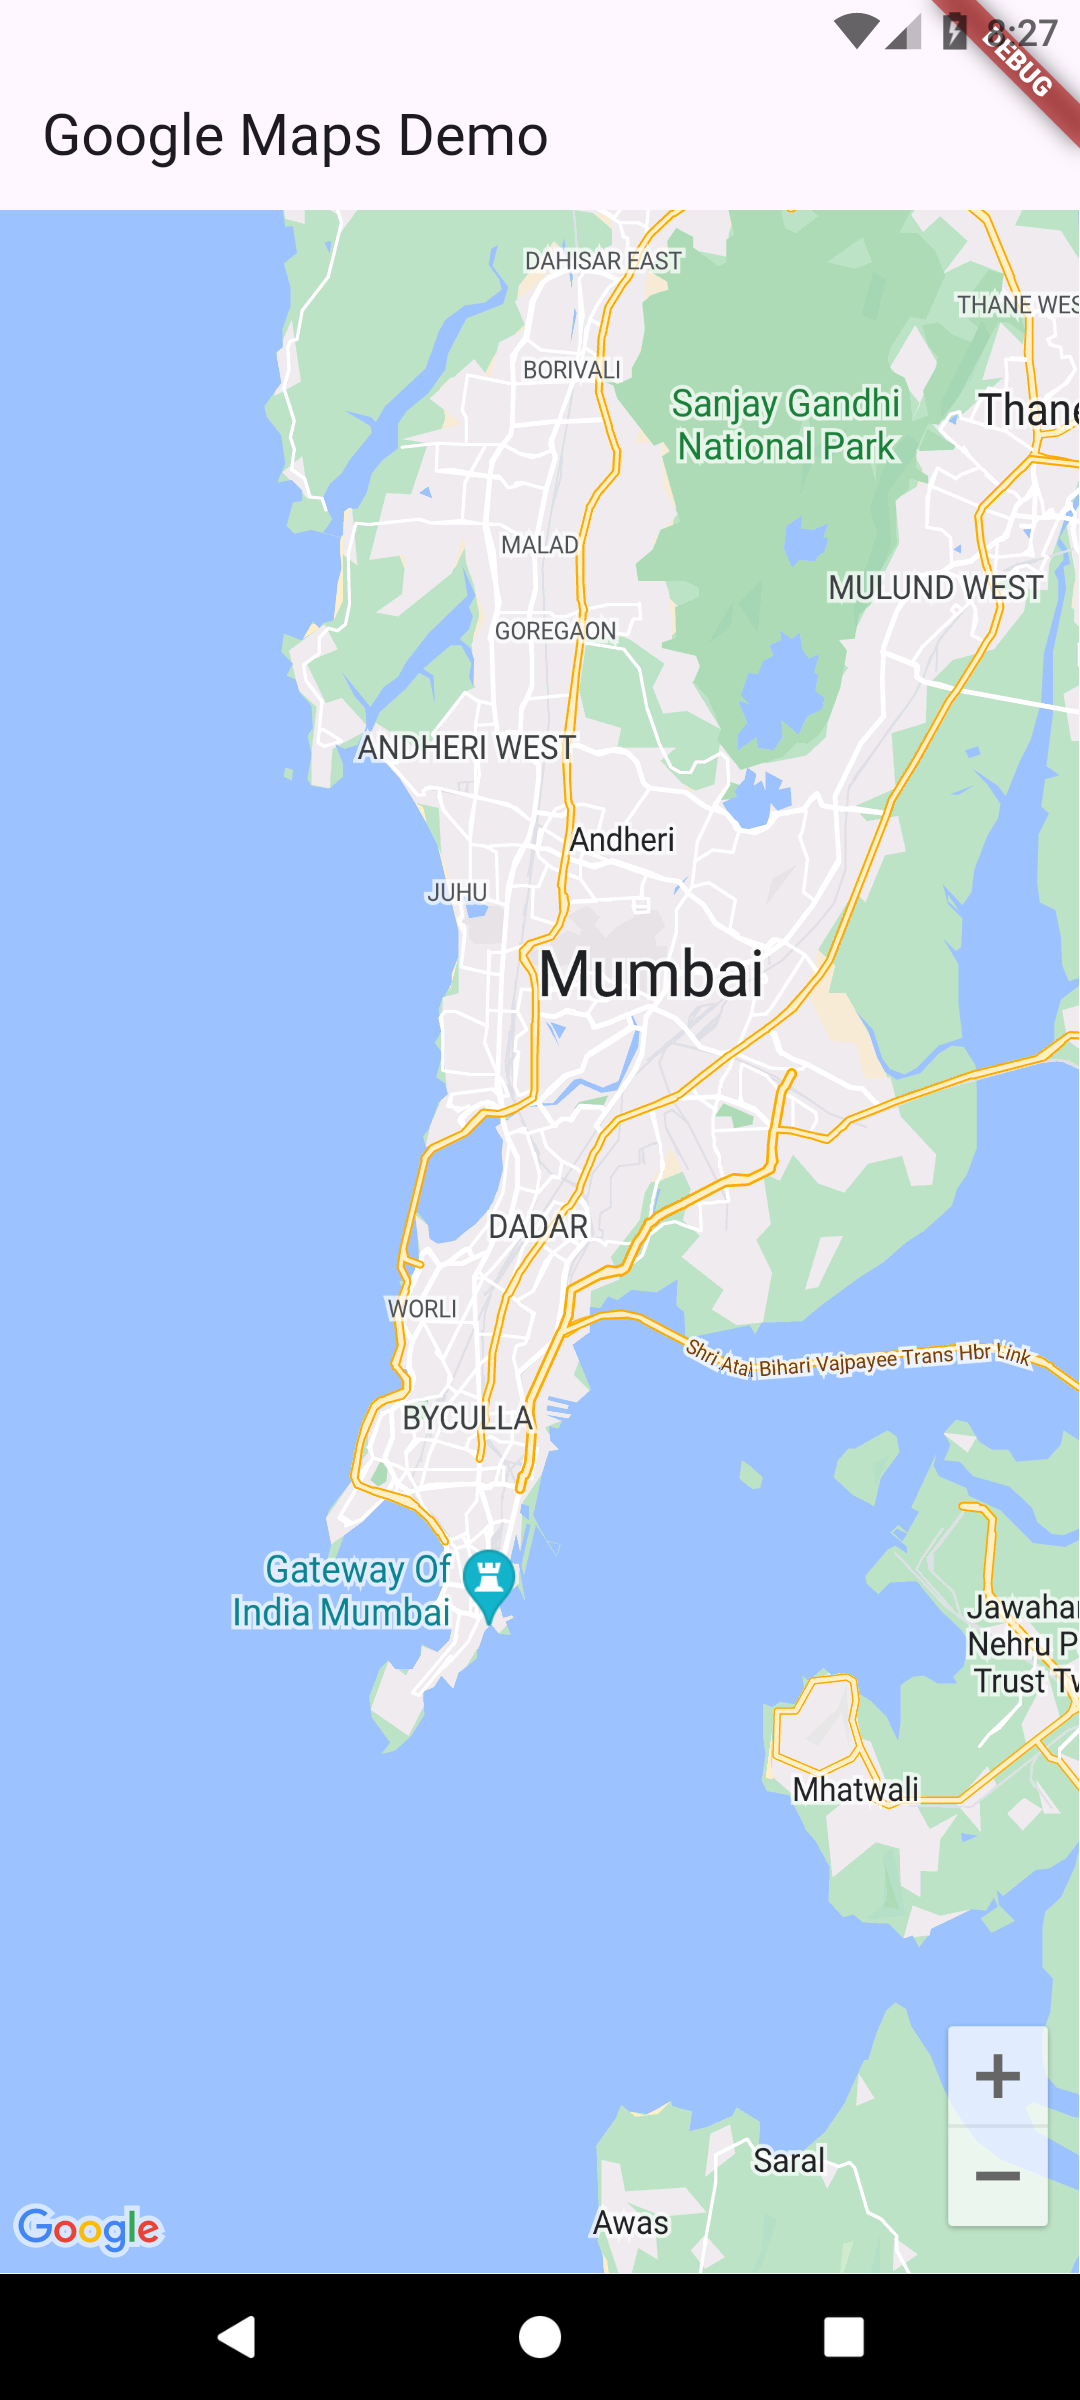 8:27
DEBUG
Google Maps Demo
DAHISAR EAST
THANE WES
BORIVALI
Sanjay Gandhi
National Park
Thane
MALAD
MULUND WEST
GOREGAON
ANDHERI WEST
Andheri
JUHU
Mumbai
DADAR
WORLI
Shri Atal Bihari Vajpayee Trans Hbr Link
BYCULLA
Gateway Of
India Mumbai
Jawahar
Nehru P
Trust Tw
Mhatwali
Saral
Awas
Google